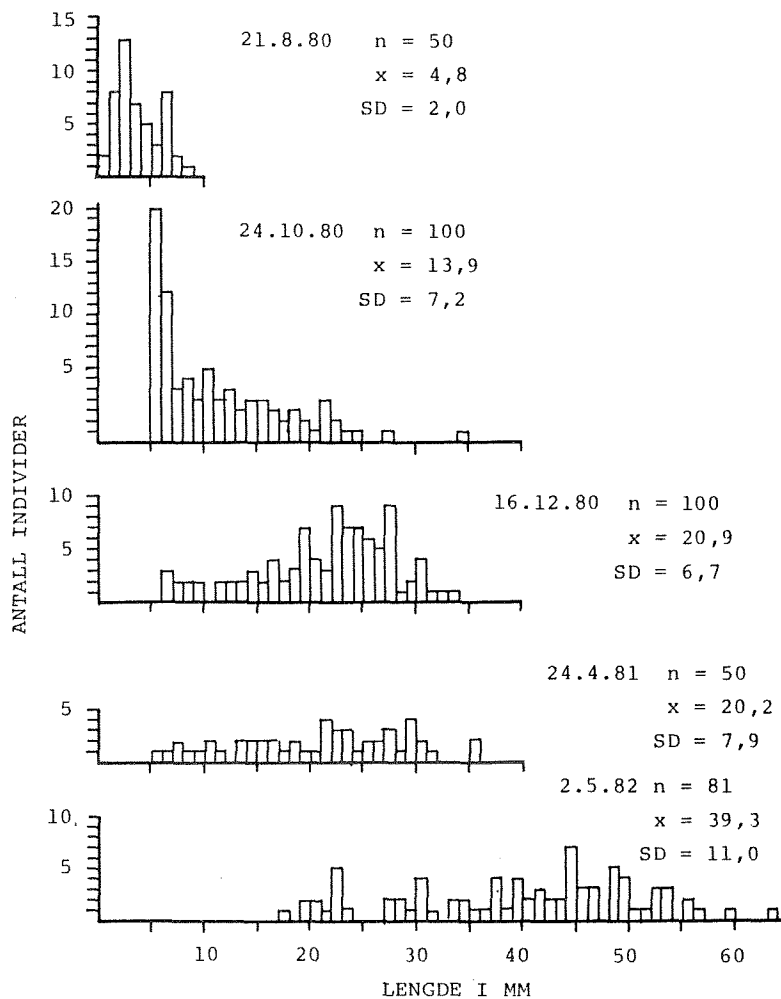 15
10
5
21.8.80 n = 50
x = 4,8
SD = 2,0
20
15
10
5
24.10.80 n = 100
x = 13,9
SD = 7,2
10
5
16.12.80 n = 100
x = 20,9
SD = 6,7
5
24.4.81 n = 50
x = 20,2
SD = 7,9
10
5
2.5.82 n = 81
x = 39,3
SD = 11,0
10 20 30 40 50 60
LENGDE I MM
ANTALL INDIVIDER